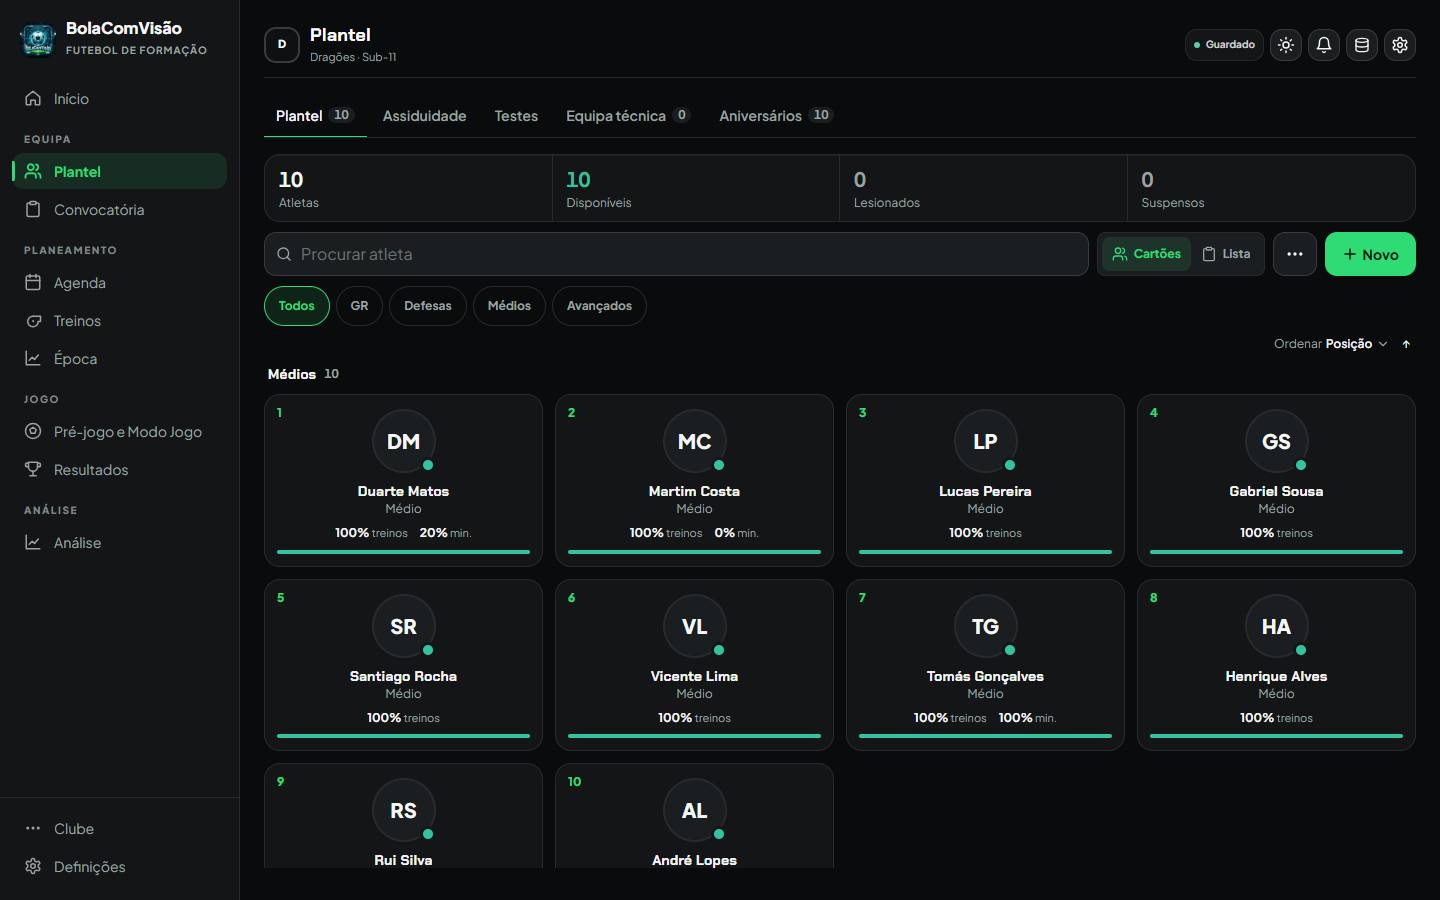 BolaComVisão
FUTEBOL DE FORMAÇÃO
Início
EQUIPA
Plantel
Convocatória
PLANEAMENTO
Agenda
Treinos
Época
JOGO
Pré-jogo e Modo Jogo
Resultados
ANÁLISE
Análise
Clube
Definições
D
Plantel
Dragões · Sub-11
Guardado
Plantel 10 Assiduidade Testes Equipa técnica 0 Aniversários 10
10 10 0 0
Atletas Disponíveis Lesionados Suspensos
Procurar atleta Cartões Lista ··· + Novo
Todos GR Defesas Médios Avançados
Ordenar Posição
Médios 10
1 2 3 4
DM MC LP GS
Duarte Matos Martim Costa Lucas Pereira Gabriel Sousa
Médio Médio Médio Médio
100% treinos 20% min. 100% treinos 0% min. 100% treinos 100% treinos
5 6 7 8
SR VL TG HA
Santiago Rocha Vicente Lima Tomás Gonçalves Henrique Alves
Médio Médio Médio Médio
100% treinos 100% treinos 100% treinos 100% min. 100% treinos
9 10
RS AL
Rui Silva André Lopes